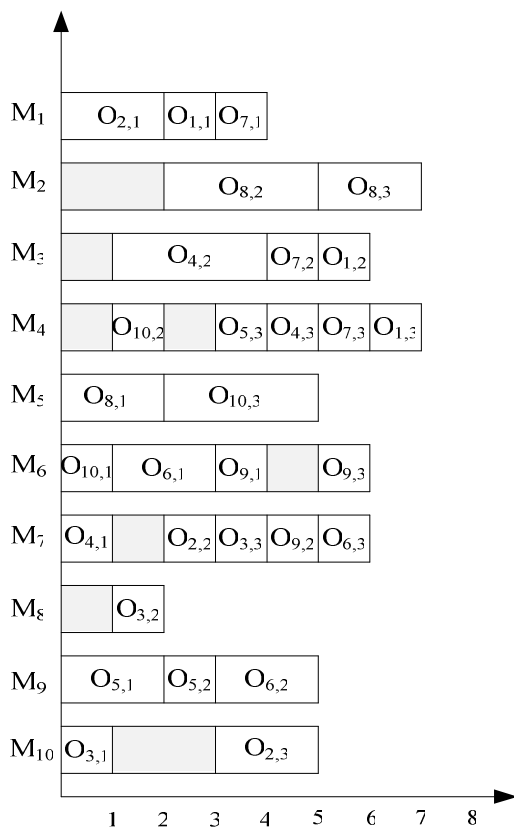 M₁ O₂,₁ O₁,₁ O₇,₁
M₂ O₈,₂ O₈,₃
M₃ O₄,₂ O₇,₂ O₁,₂
M₄ O₁₀,₂ O₅,₃ O₄,₃ O₇,₃ O₁,₃
M₅ O₈,₁ O₁₀,₃
M₆ O₁₀,₁ O₆,₁ O₉,₁ O₉,₃
M₇ O₄,₁ O₂,₂ O₃,₃ O₉,₂ O₆,₃
M₈ O₃,₂
M₉ O₅,₁ O₅,₂ O₆,₂
M₁₀ O₃,₁ O₂,₃
1 2 3 4 5 6 7 8